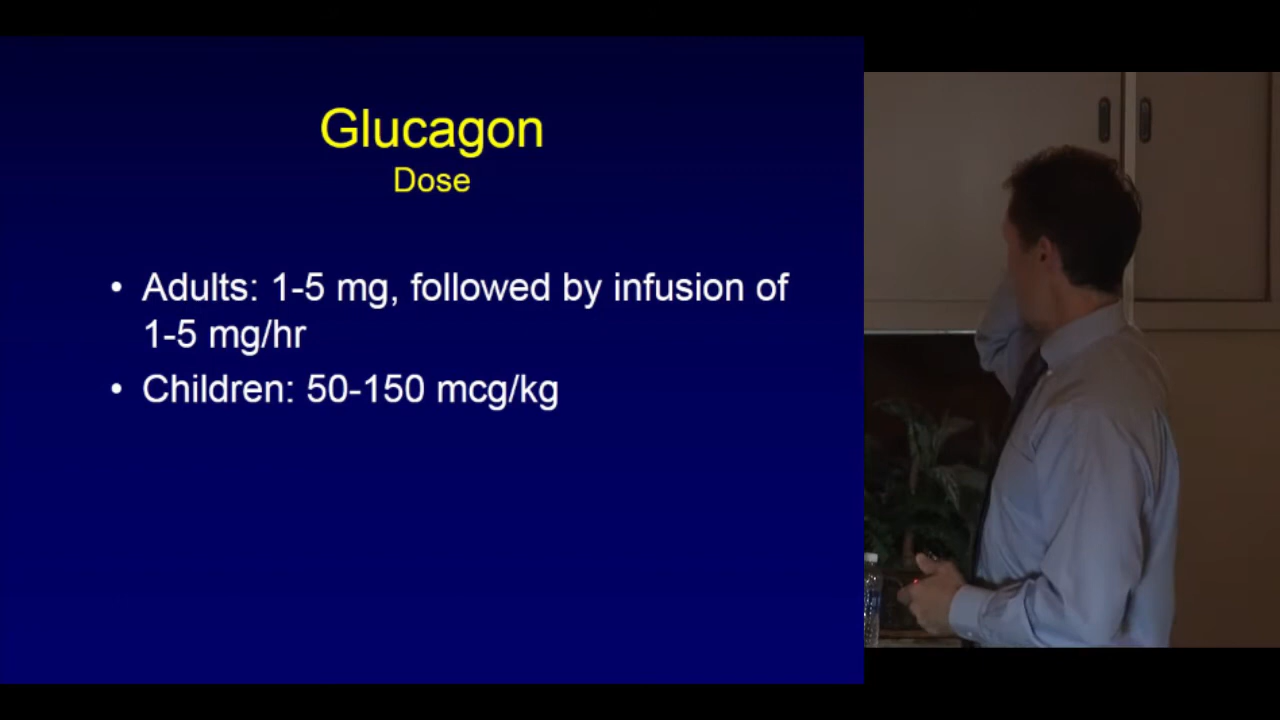 Glucagon
Dose
• Adults: 1-5 mg, followed by infusion of
1-5 mg/hr
• Children: 50-150 mcg/kg